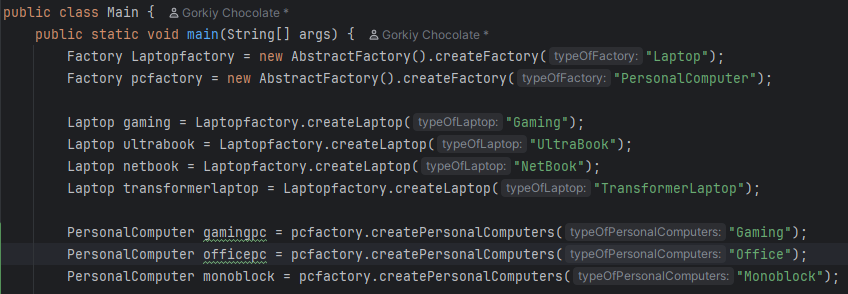 public class Main {  Gorkiy Chocolate *
public static void main(String[] args) {  Gorkiy Chocolate *
Factory Laptopfactory = new AbstractFactory().createFactory( typeOfFactory: "Laptop");
Factory pcfactory = new AbstractFactory().createFactory( typeOfFactory: "PersonalComputer");
Laptop gaming = Laptopfactory.createLaptop( typeOfLaptop: "Gaming");
Laptop ultrabook = Laptopfactory.createLaptop( typeOfLaptop: "UltraBook");
Laptop netbook = Laptopfactory.createLaptop( typeOfLaptop: "NetBook");
Laptop transformerlaptop = Laptopfactory.createLaptop( typeOfLaptop: "TransformerLaptop");
PersonalComputer gamingpc = pcfactory.createPersonalComputers( typeOfPersonalComputers: "Gaming");
PersonalComputer officepc = pcfactory.createPersonalComputers( typeOfPersonalComputers: "Office");
PersonalComputer monoblock = pcfactory.createPersonalComputers( typeOfPersonalComputers: "Monoblock");